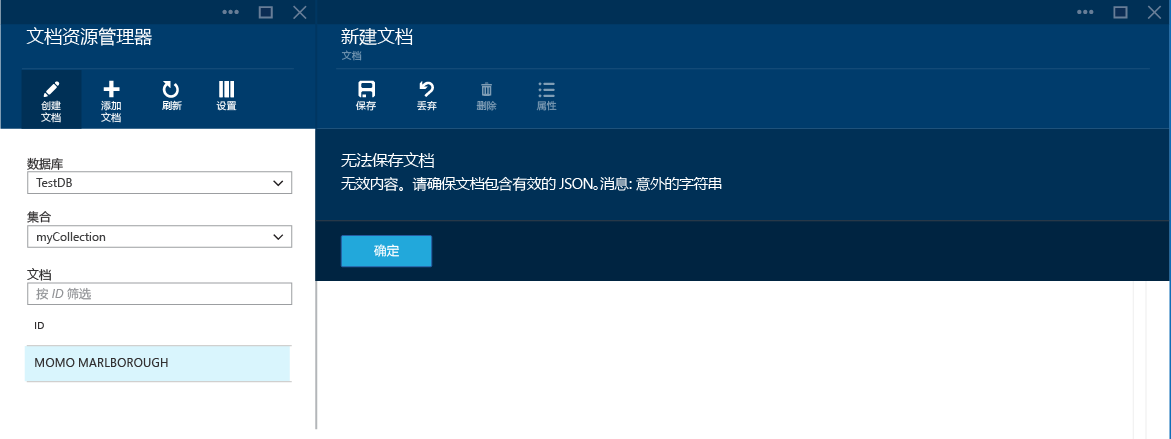 文档资源管理器
创建
文档
添加
文档
刷新
设置
数据库
TestDB
集合
myCollection
文档
按 ID 筛选
ID
MOMO MARLBOROUGH
新建文档
文档
保存
丢弃
删除
属性
无法保存文档
无效内容。请确保文档包含有效的 JSON。消息: 意外的字符串
确定